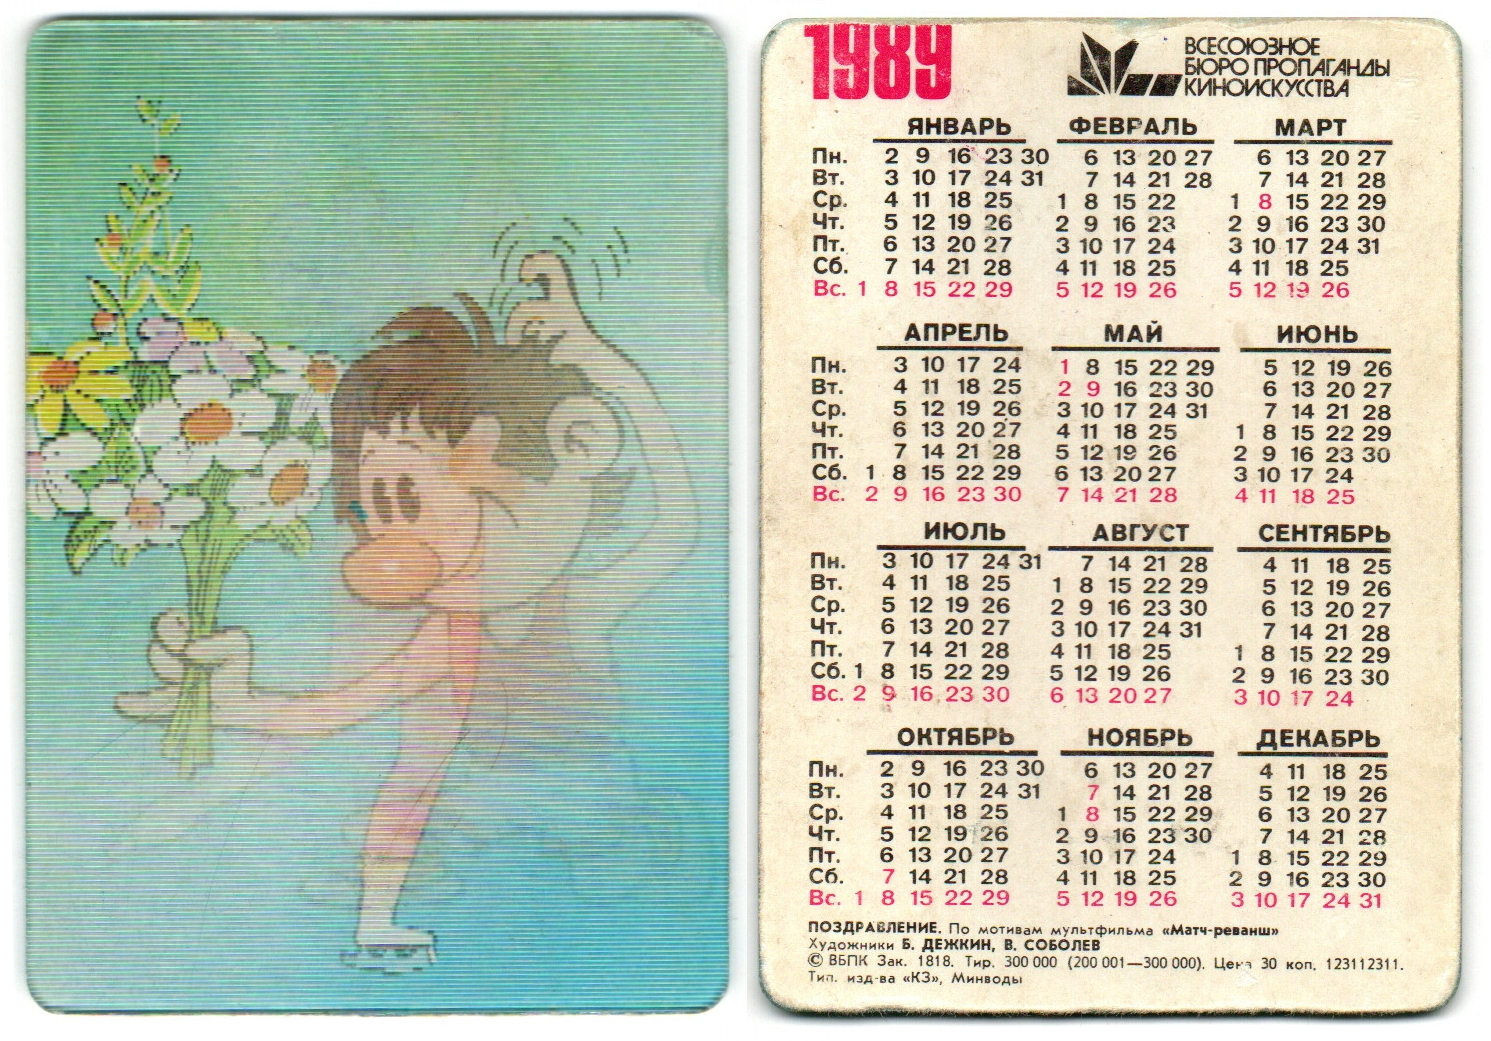 1989
ВСЕСОЮЗНОЕ
БЮРО ПРОПАГАНДЫ
КИНОИСКУССТВА
ЯНВАРЬ ФЕВРАЛЬ МАРТ
Пн. 2 9 16 23 30 6 13 20 27 6 13 20 27
Вт. 3 10 17 24 31 7 14 21 28 7 14 21 28
Ср. 4 11 18 25 1 8 15 22 1 8 15 22 29
Чт. 5 12 19 26 2 9 16 23 2 9 16 23 30
Пт. 6 13 20 27 3 10 17 24 3 10 17 24 31
Сб. 7 14 21 28 4 11 18 25 4 11 18 25
Вс. 1 8 15 22 29 5 12 19 26 5 12 19 26
АПРЕЛЬ МАЙ ИЮНЬ
Пн. 3 10 17 24 1 8 15 22 29 5 12 19 26
Вт. 4 11 18 25 2 9 16 23 30 6 13 20 27
Ср. 5 12 19 26 3 10 17 24 31 7 14 21 28
Чт. 6 13 20 27 4 11 18 25 1 8 15 22 29
Пт. 7 14 21 28 5 12 19 26 2 9 16 23 30
Сб. 1 8 15 22 29 6 13 20 27 3 10 17 24
Вс. 2 9 16 23 30 7 14 21 28 4 11 18 25
ИЮЛЬ АВГУСТ СЕНТЯБРЬ
Пн. 3 10 17 24 31 7 14 21 28 4 11 18 25
Вт. 4 11 18 25 1 8 15 22 29 5 12 19 26
Ср. 5 12 19 26 2 9 16 23 30 6 13 20 27
Чт. 6 13 20 27 3 10 17 24 31 7 14 21 28
Пт. 7 14 21 28 4 11 18 25 1 8 15 22 29
Сб. 1 8 15 22 29 5 12 19 26 2 9 16 23 30
Вс. 2 9 16 23 30 6 13 20 27 3 10 17 24
ОКТЯБРЬ НОЯБРЬ ДЕКАБРЬ
Пн. 2 9 16 23 30 6 13 20 27 4 11 18 25
Вт. 3 10 17 24 31 7 14 21 28 5 12 19 26
Ср. 4 11 18 25 1 8 15 22 29 6 13 20 27
Чт. 5 12 19 26 2 9 16 23 30 7 14 21 28
Пт. 6 13 20 27 3 10 17 24 1 8 15 22 29
Сб. 7 14 21 28 4 11 18 25 2 9 16 23 30
Вс. 1 8 15 22 29 5 12 19 26 3 10 17 24 31
ПОЗДРАВЛЕНИЕ. По мотивам мультфильма «Матч-реванш»
Художники Б. ДЕЖКИН, В. СОБОЛЕВ
© ВБПК Зак. 1818. Тир. 300 000 (200 001—300 000). Цена 30 коп. 123112311.
Тип. изд-ва «КЗ», Минводы